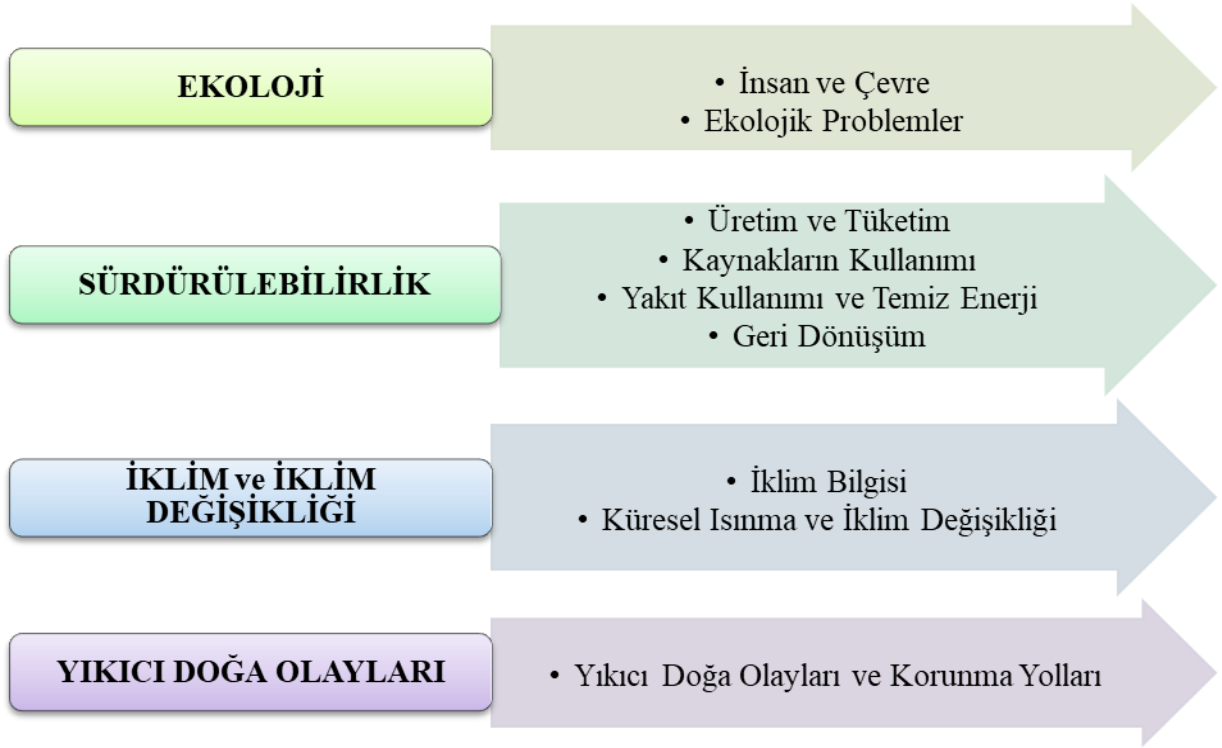 EKOLOJİ
• İnsan ve Çevre
• Ekolojik Problemler
SÜRDÜRÜLEBİLİRLİK
• Üretim ve Tüketim
• Kaynakların Kullanımı
• Yakıt Kullanımı ve Temiz Enerji
• Geri Dönüşüm
İKLİM ve İKLİM
DEĞİŞİKLİĞİ
• İklim Bilgisi
• Küresel Isınma ve İklim Değişikliği
YIKICI DOĞA OLAYLARI
• Yıkıcı Doğa Olayları ve Korunma Yolları